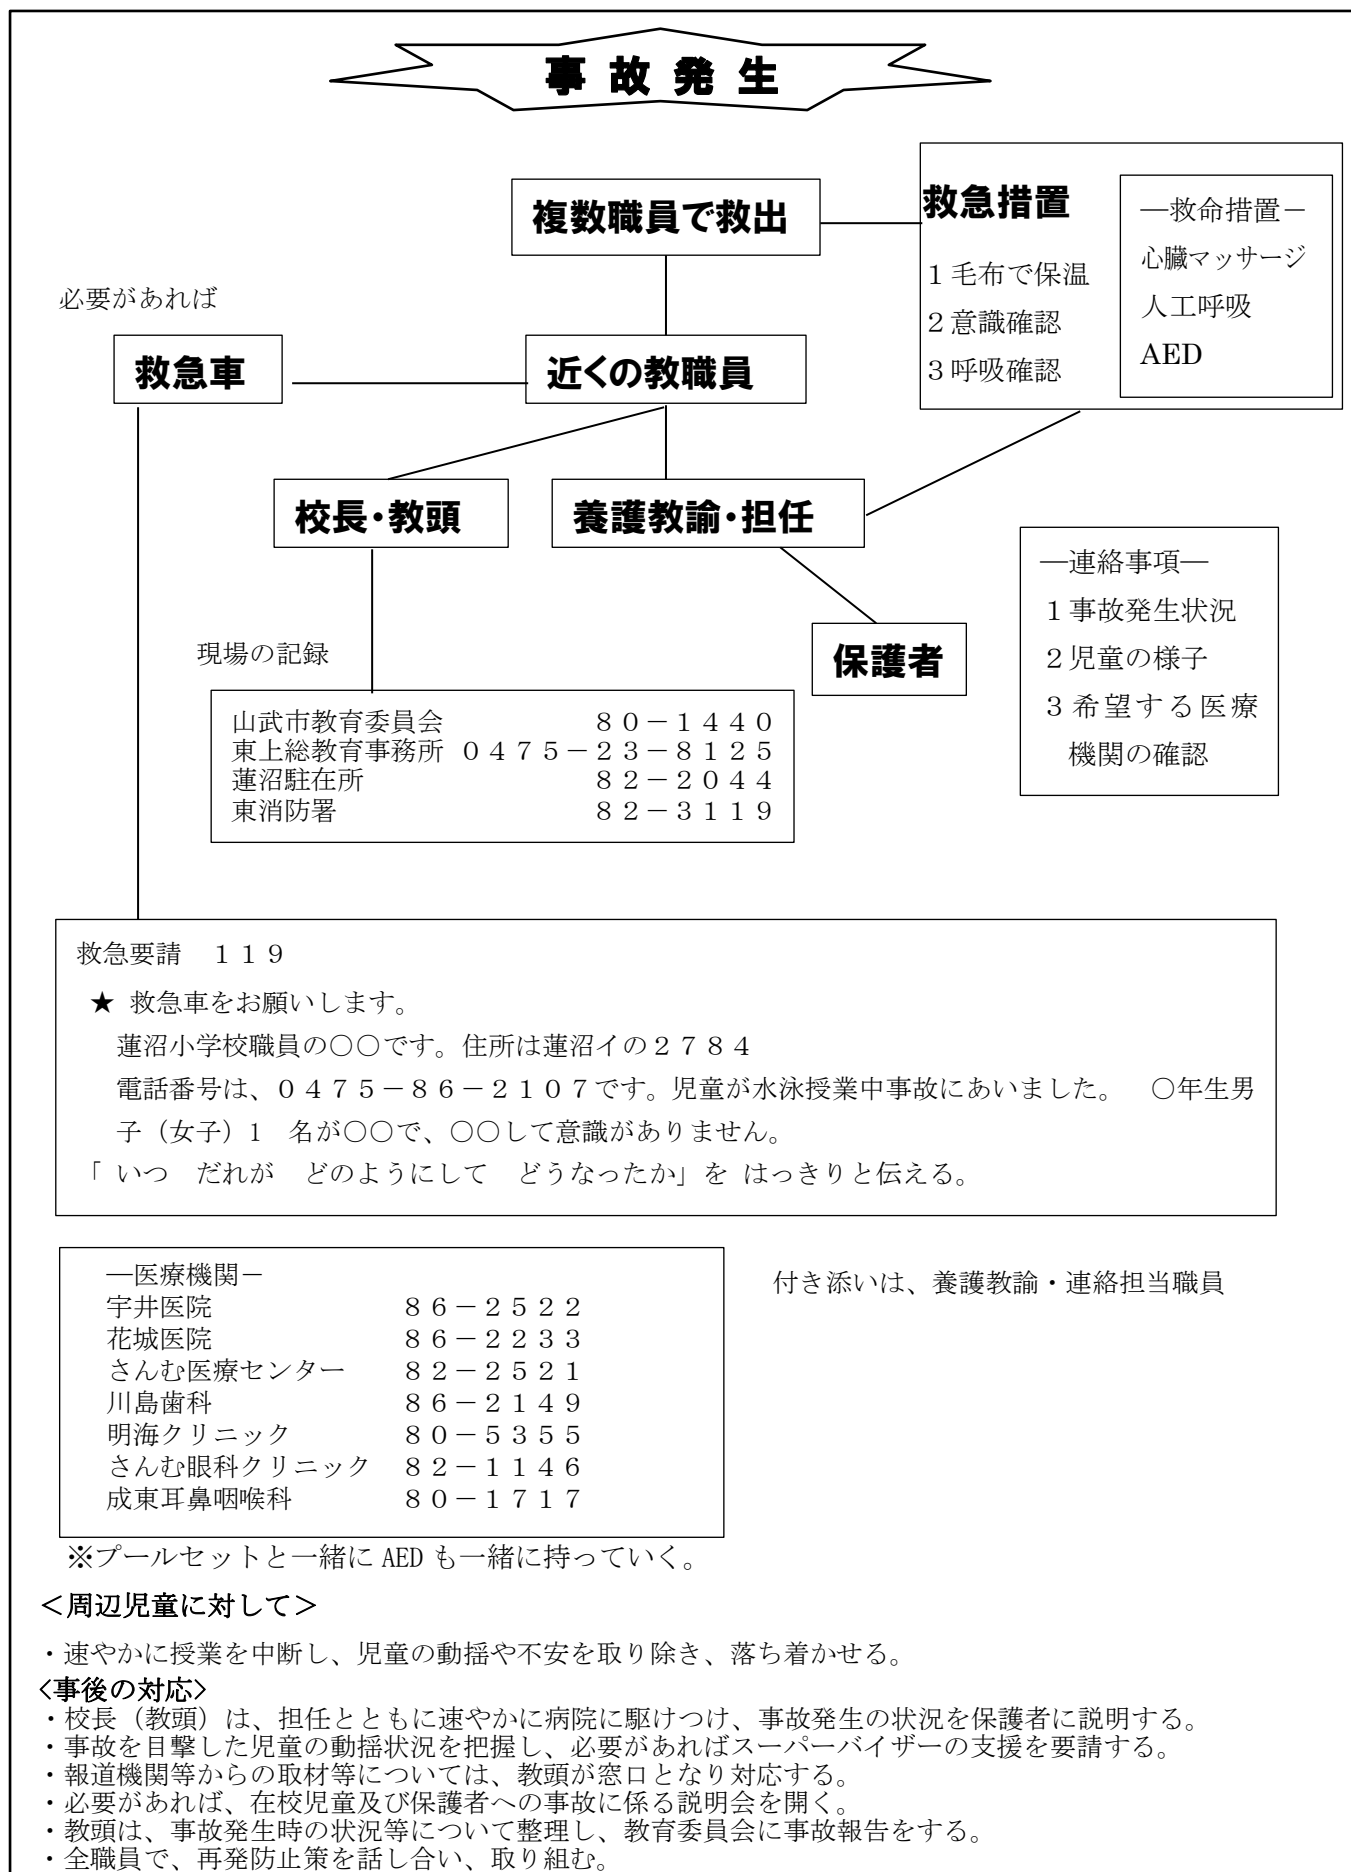 事故発生
複数職員で救出
救急措置
１毛布で保温
２意識確認
３呼吸確認
―救命措置－
心臓マッサージ
人工呼吸
AED
必要があれば
救急車
近くの教職員
校長・教頭
養護教諭・担任
保護者
―連絡事項―
１事故発生状況
２児童の様子
３希望する医療
機関の確認
現場の記録
山武市教育委員会　８０－１４４０
東上総教育事務所 ０４７５－２３－８１２５
蓮沼駐在所　８２－２０４４
東消防署　８２－３１１９
救急要請　１１９
★ 救急車をお願いします。
蓮沼小学校職員の○○です。住所は蓮沼イの２７８４
電話番号は、０４７５－８６－２１０７です。児童が水泳授業中事故にあいました。　○年生男
子（女子）1　名が○○で、○○して意識がありません。
「 いつ　だれが　どのようにして　どうなったか」を はっきりと伝える。
―医療機関－
宇井医院　８６－２５２２
花城医院　８６－２２３３
さんむ医療センター　８２－２５２１
川島歯科　８６－２１４９
明海クリニック　８０－５３５５
さんむ眼科クリニック　８２－１１４６
成東耳鼻咽喉科　８０－１７１７
付き添いは、養護教諭・連絡担当職員
※プールセットと一緒に AED も一緒に持っていく。
＜周辺児童に対して＞
・速やかに授業を中断し、児童の動揺や不安を取り除き、落ち着かせる。
<事後の対応>
・校長（教頭）は、担任とともに速やかに病院に駆けつけ、事故発生の状況を保護者に説明する。
・事故を目撃した児童の動揺状況を把握し、必要があればスーパーバイザーの支援を要請する。
・報道機関等からの取材等については、教頭が窓口となり対応する。
・必要があれば、在校児童及び保護者への事故に係る説明会を開く。
・教頭は、事故発生時の状況等について整理し、教育委員会に事故報告をする。
・全職員で、再発防止策を話し合い、取り組む。